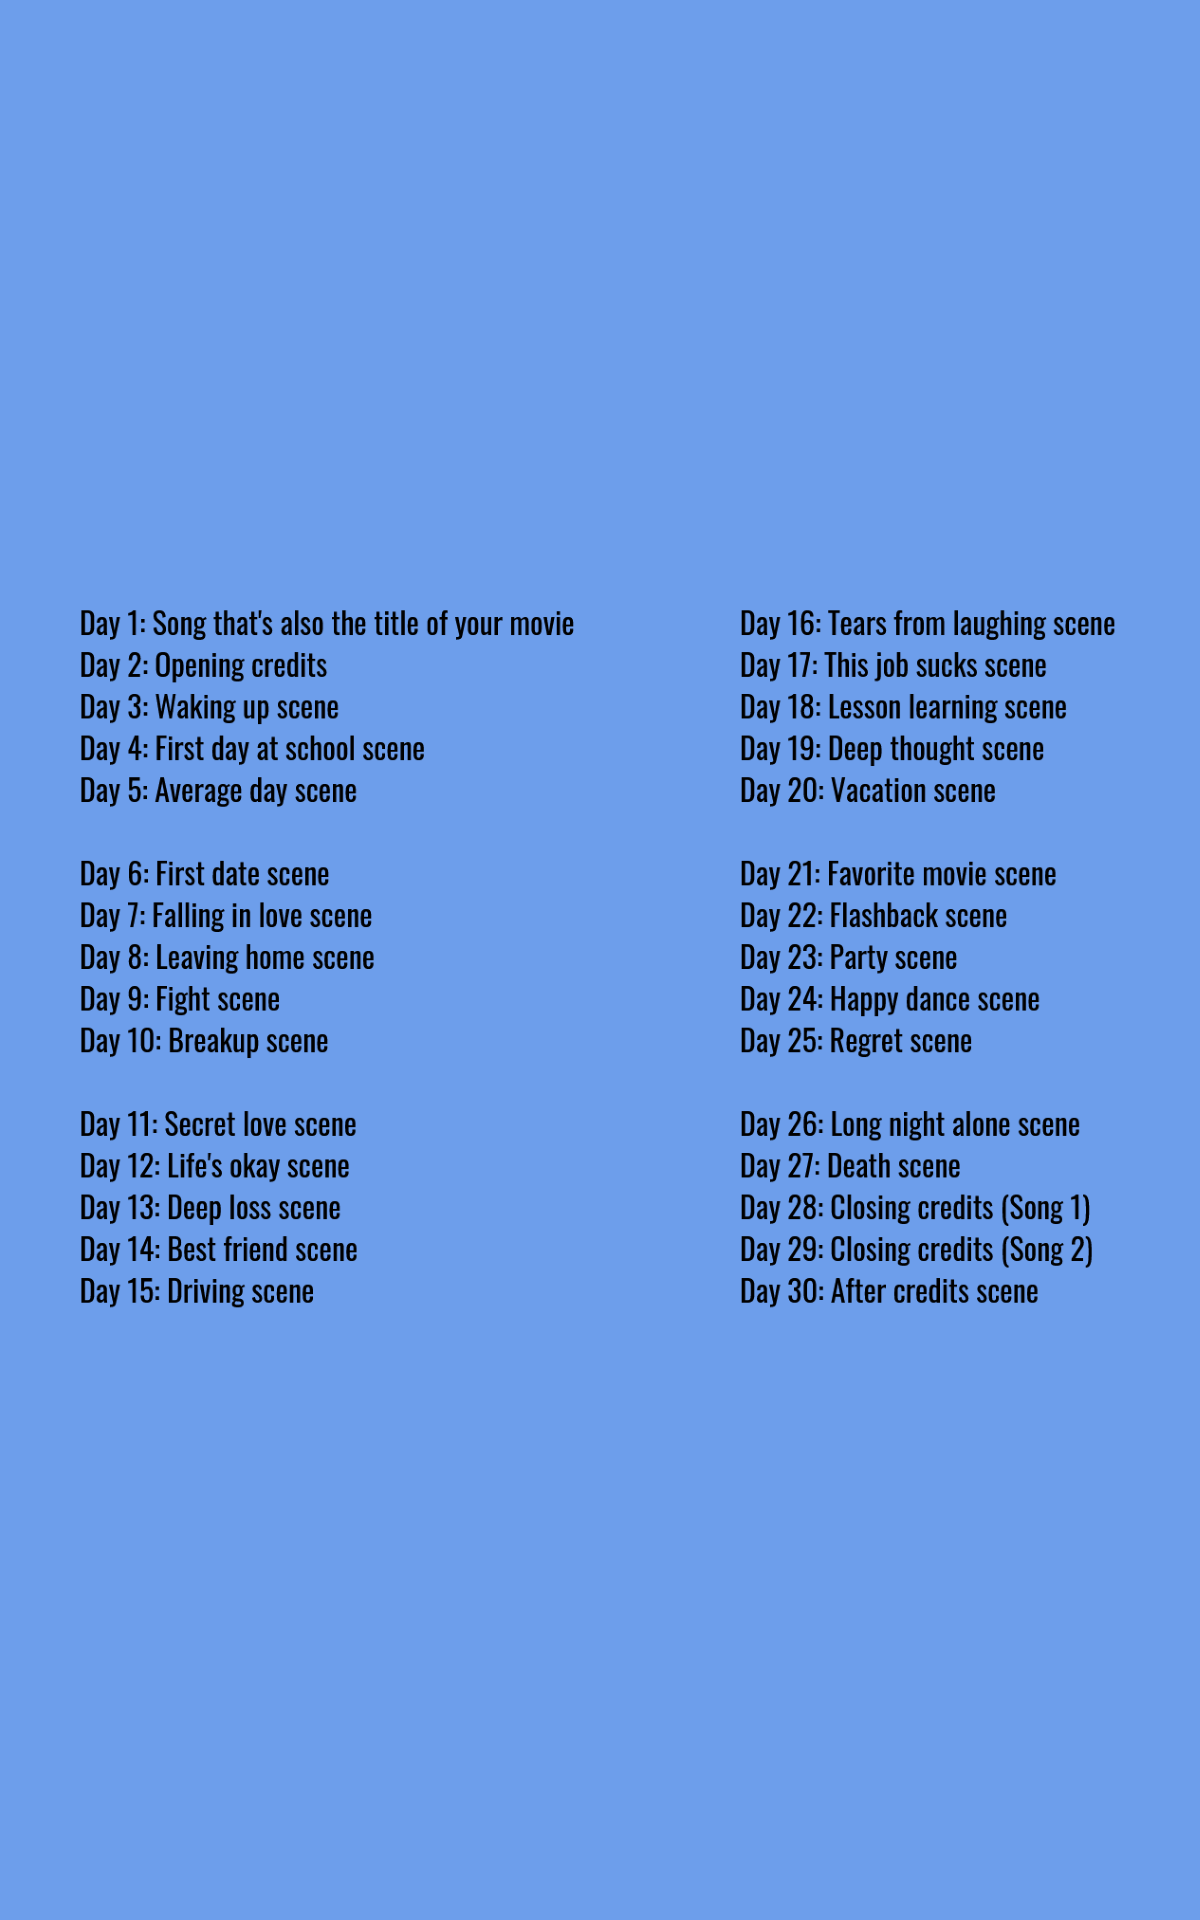 Day 1: Song that's also the title of your movie
Day 2: Opening credits
Day 3: Waking up scene
Day 4: First day at school scene
Day 5: Average day scene
Day 6: First date scene
Day 7: Falling in love scene
Day 8: Leaving home scene
Day 9: Fight scene
Day 10: Breakup scene
Day 11: Secret love scene
Day 12: Life's okay scene
Day 13: Deep loss scene
Day 14: Best friend scene
Day 15: Driving scene
Day 16: Tears from laughing scene
Day 17: This job sucks scene
Day 18: Lesson learning scene
Day 19: Deep thought scene
Day 20: Vacation scene
Day 21: Favorite movie scene
Day 22: Flashback scene
Day 23: Party scene
Day 24: Happy dance scene
Day 25: Regret scene
Day 26: Long night alone scene
Day 27: Death scene
Day 28: Closing credits (Song 1)
Day 29: Closing credits (Song 2)
Day 30: After credits scene